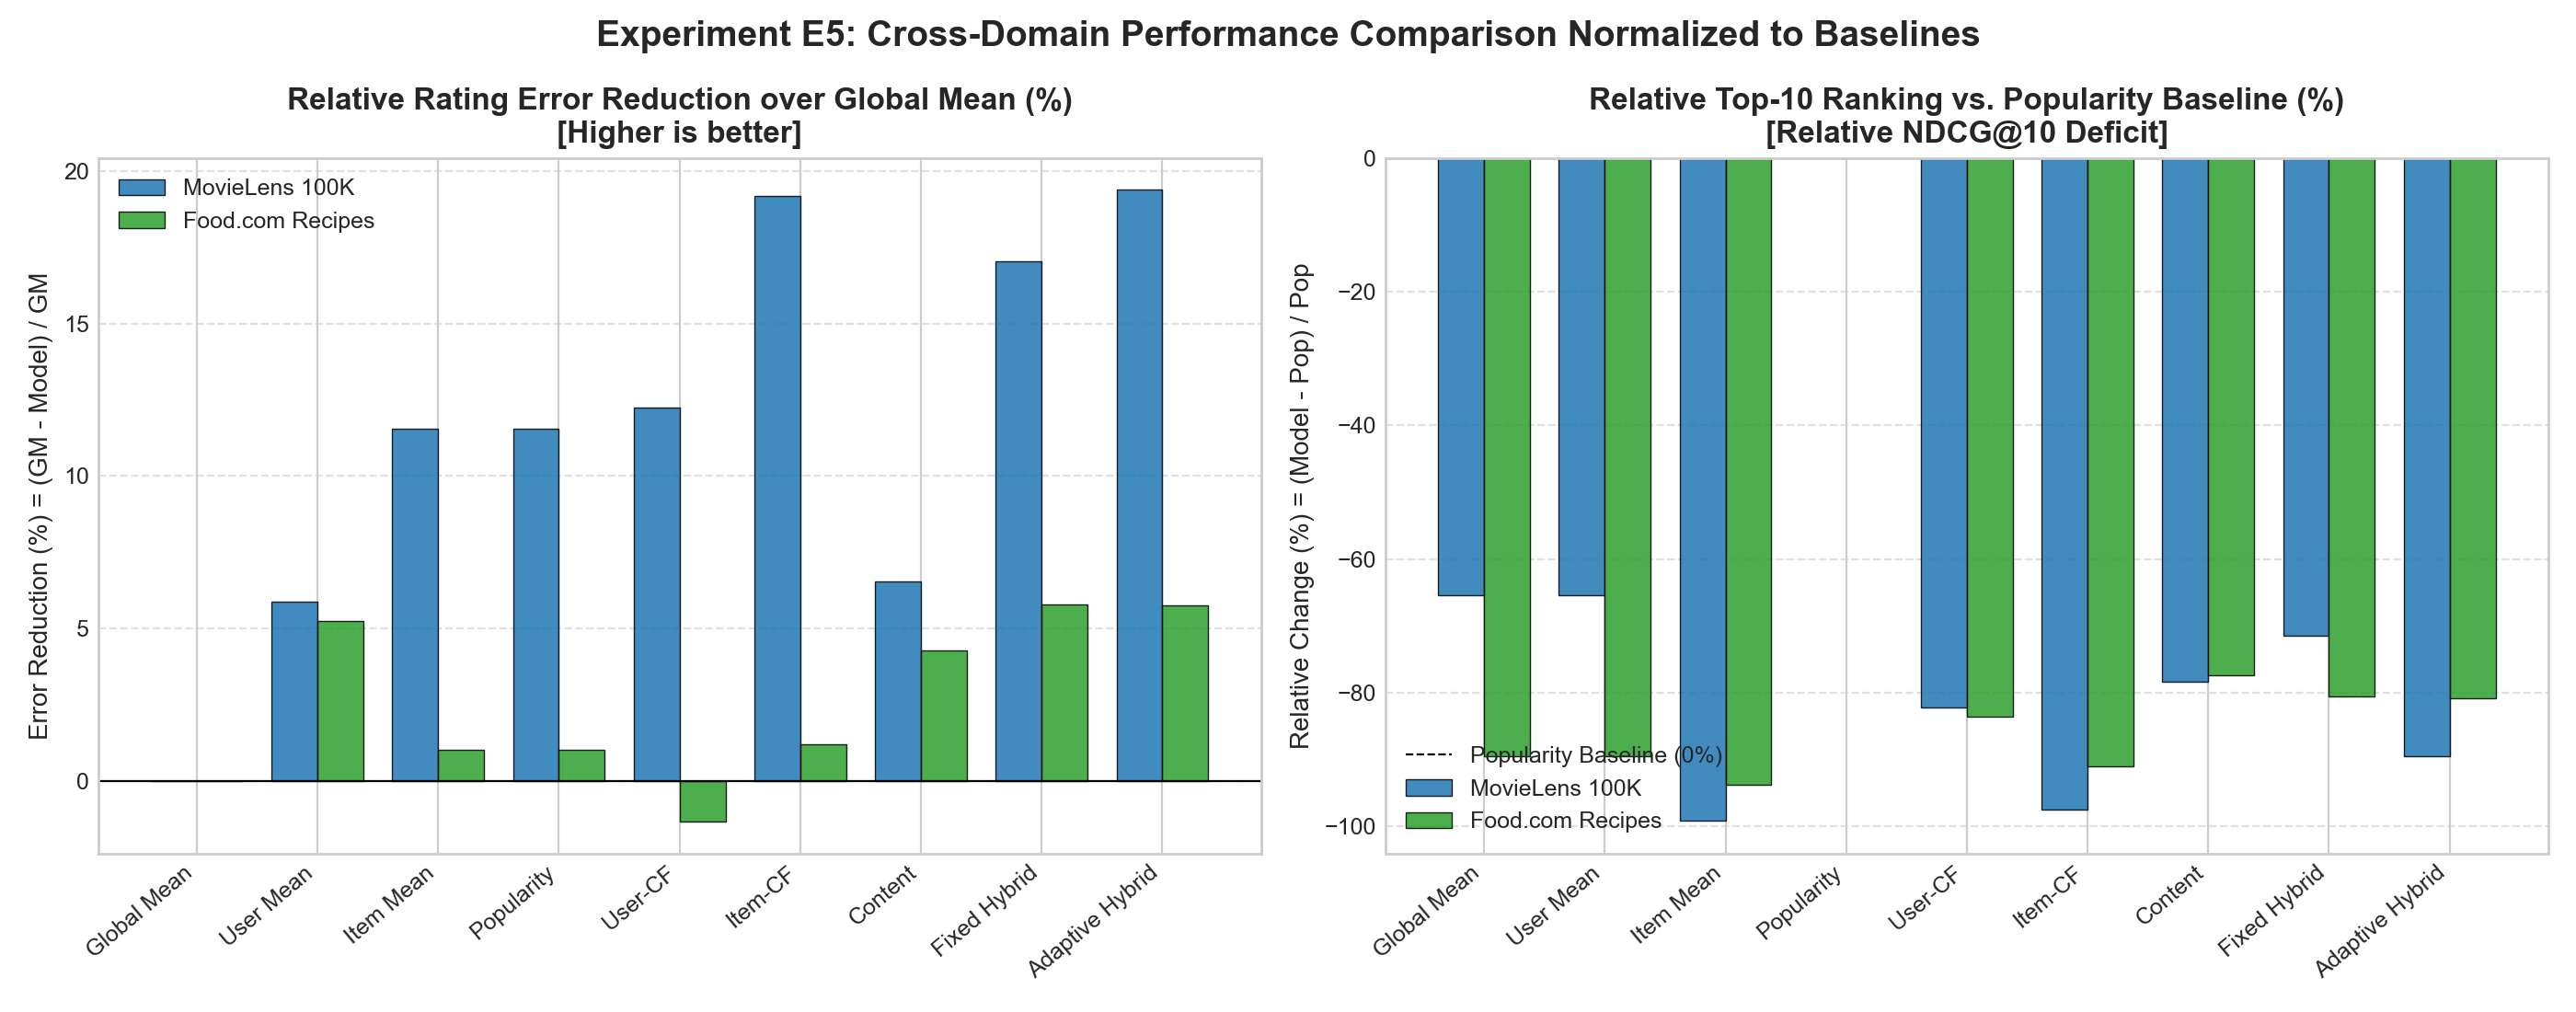 Experiment E5: Cross-Domain Performance Comparison Normalized to Baselines
Relative Rating Error Reduction over Global Mean (%)
[Higher is better]
Error Reduction (%) = (GM - Model) / GM
20
15
10
5
0
MovieLens 100K
Food.com Recipes
Global Mean
User Mean
Item Mean
Popularity
User-CF
Item-CF
Content
Fixed Hybrid
Adaptive Hybrid
Relative Top-10 Ranking vs. Popularity Baseline (%)
[Relative NDCG@10 Deficit]
Relative Change (%) = (Model - Pop) / Pop
0
−20
−40
−60
−80
−100
Popularity Baseline (0%)
MovieLens 100K
Food.com Recipes
Global Mean
User Mean
Item Mean
Popularity
User-CF
Item-CF
Content
Fixed Hybrid
Adaptive Hybrid